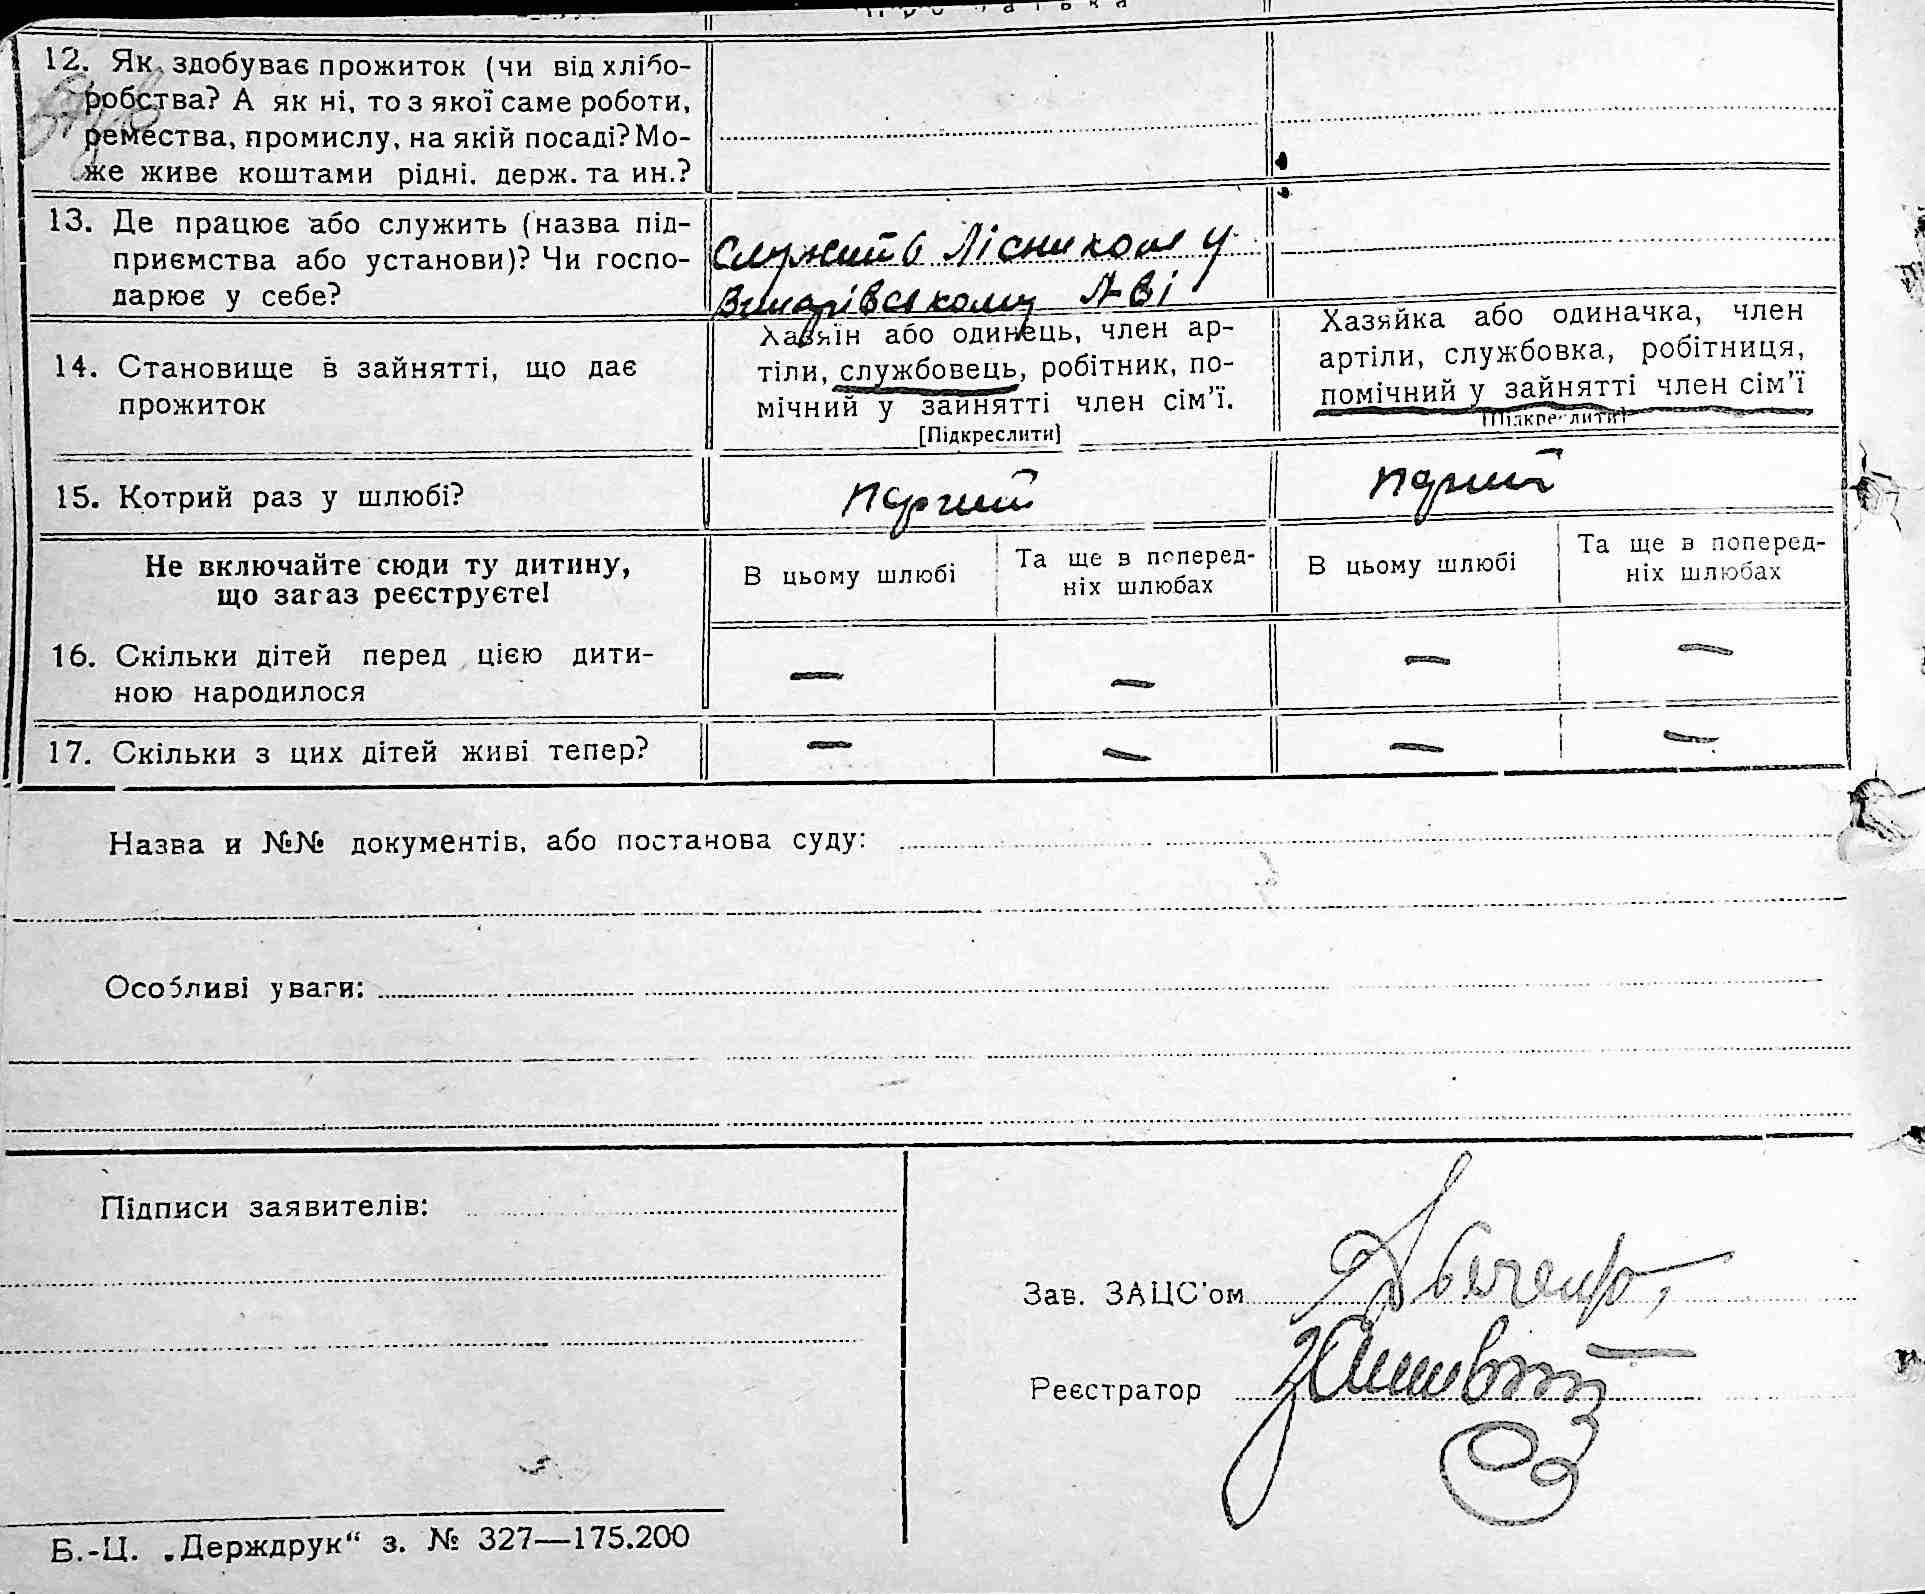 12. Як здобуває прожиток (чи від хлібо-
робства? А як ні, то з якої саме роботи,
ремества, промислу, на якій посаді? Мо-
же живе коштами рідні, держ. та ин.?
13. Де працює або служить (назва під-
приємства або установи)? Чи госпо-
дарює у себе?
Служить Лісником у
Л-ві
14. Становище в зайнятті, що дає
прожиток
Хазяїн або одинець, член ар-
тіли, службовець, робітник, по-
мічний у зайнятті член сім'ї.
[Підкреслити]
Хазяйка або одиначка, член
артіли, службовка, робітниця,
помічний у зайнятті член сім'ї
[Підкреслити]
15. Котрий раз у шлюбі?
перший
перший
Не включайте сюди ту дитину,
що зараз реєструєте!
В цьому шлюбі
Та ще в поперед-
ніх шлюбах
В цьому шлюбі
Та ще в поперед-
ніх шлюбах
16. Скільки дітей перед цією дити-
ною народилося
— — — —
17. Скільки з цих дітей живі тепер?
— — — —
Назва и №№ документів, або постанова суду:
Особливі уваги:
Підписи заявителів:
Зав. ЗАЦС'ом
Реєстратор
Б.-Ц. „Держдрук“ з. № 327—175.200